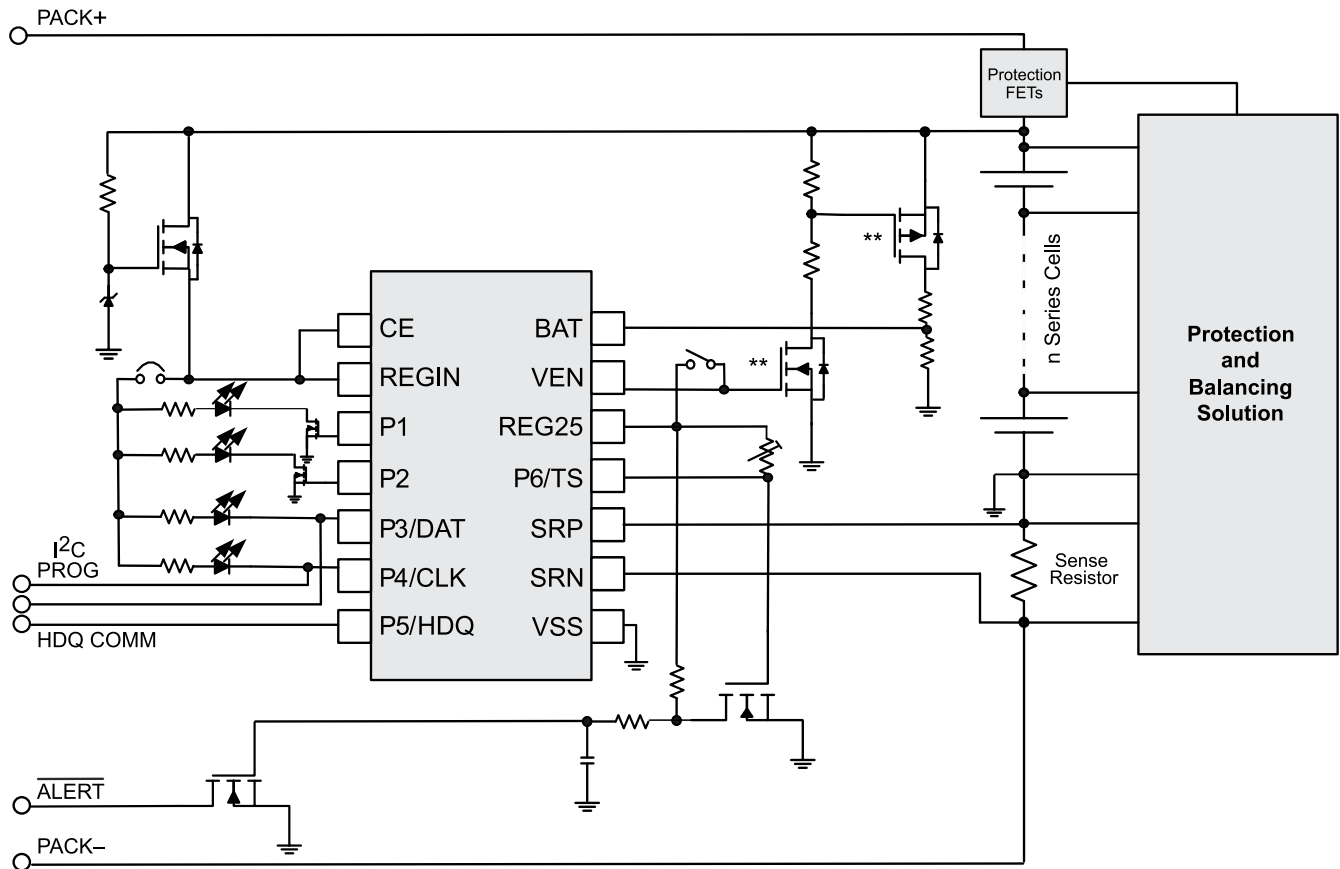 PACK+
Protection
FETs
**
n Series Cells
Protection
and
Balancing
Solution
CE
BAT
REGIN
VEN
**
P1
REG25
P2
P6/TS
P3/DAT
SRP
I²C
PROG
P4/CLK
SRN
Sense
Resistor
P5/HDQ
VSS
HDQ COMM
ALERT
PACK–